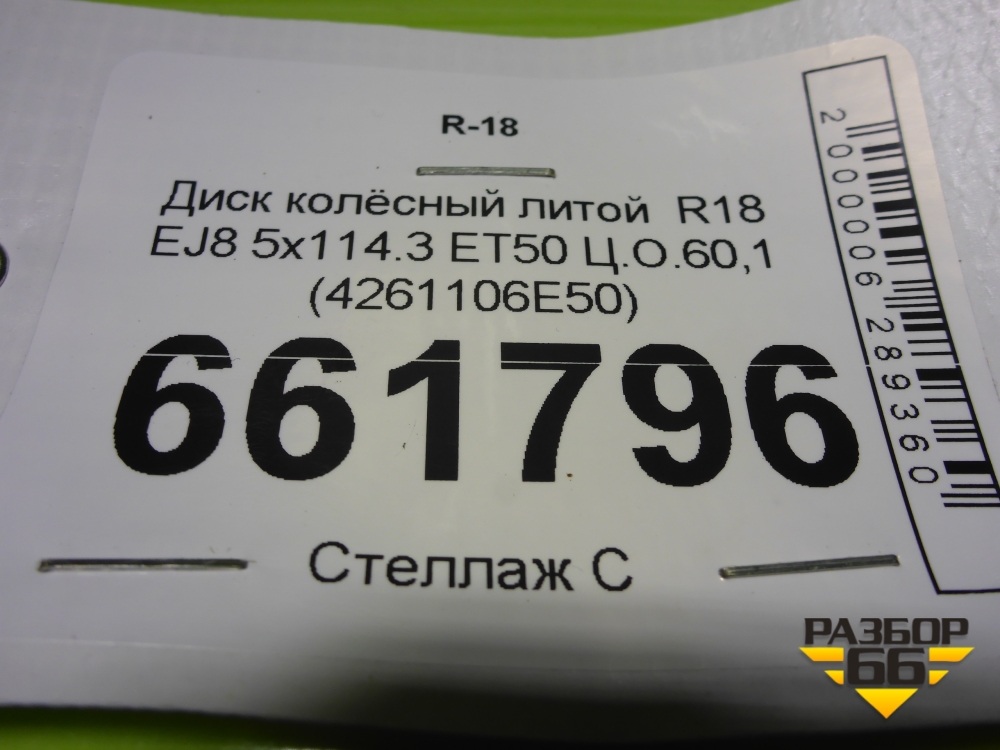 R-18
Диск колёсный литой R18
EJ8 5x114.3 ET50 Ц.О.60,1
(4261106E50)
661796
Стеллаж С
2000006289360
РАЗБОР
66